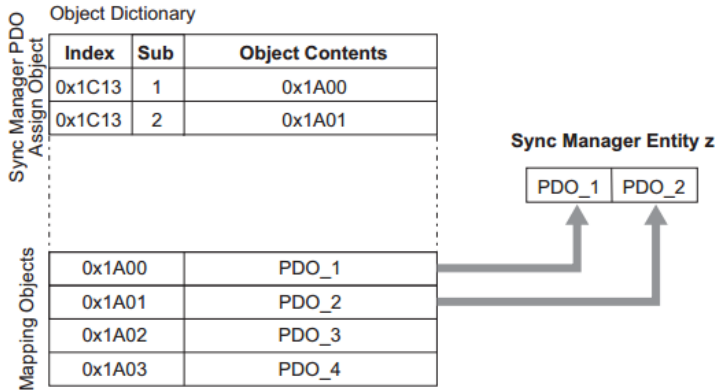 Object Dictionary
Sync Manager PDO
Assign Object
Index Sub Object Contents
0x1C13 1 0x1A00
0x1C13 2 0x1A01
Sync Manager Entity z
PDO_1 PDO_2
Mapping Objects
0x1A00 PDO_1
0x1A01 PDO_2
0x1A02 PDO_3
0x1A03 PDO_4